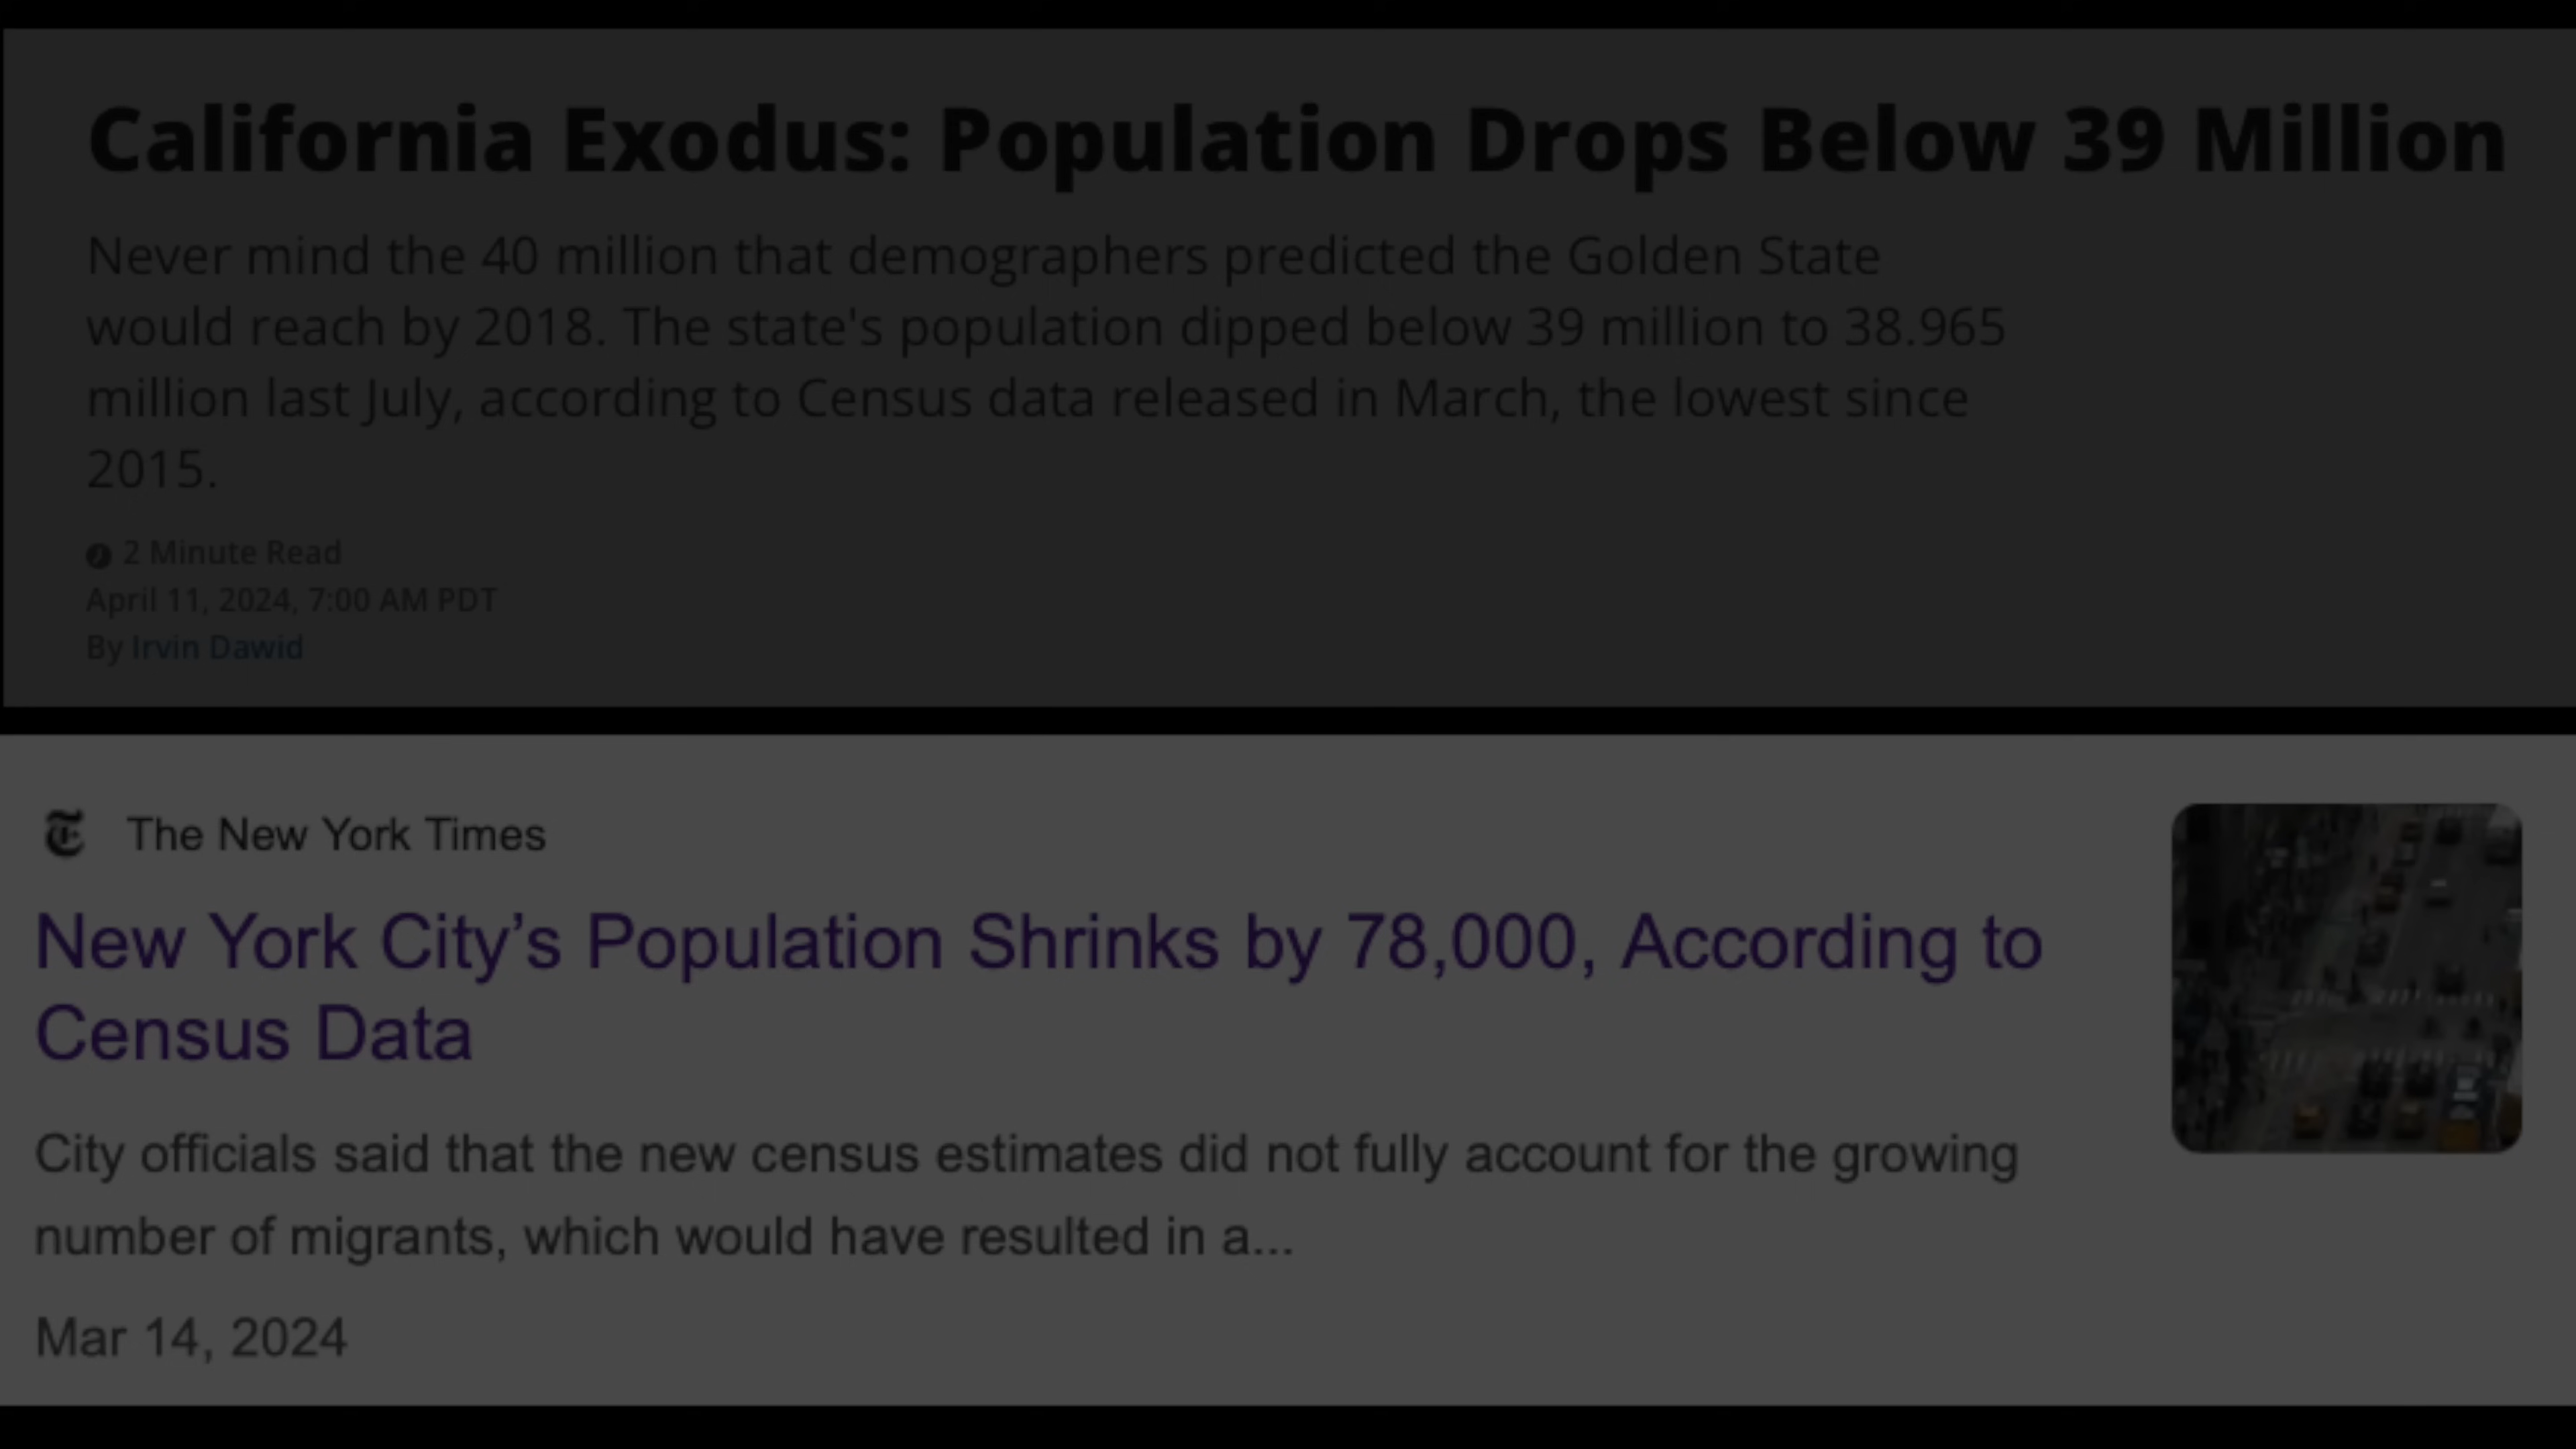 California Exodus: Population Drops Below 39 Million
Never mind the 40 million that demographers predicted the Golden State
would reach by 2018. The state's population dipped below 39 million to 38.965
million last July, according to Census data released in March, the lowest since
2015.
2 Minute Read
April 11, 2024, 7:00 AM PDT
By Irvin Dawid
The New York Times
New York City’s Population Shrinks by 78,000, According to
Census Data
City officials said that the new census estimates did not fully account for the growing
number of migrants, which would have resulted in a...
Mar 14, 2024